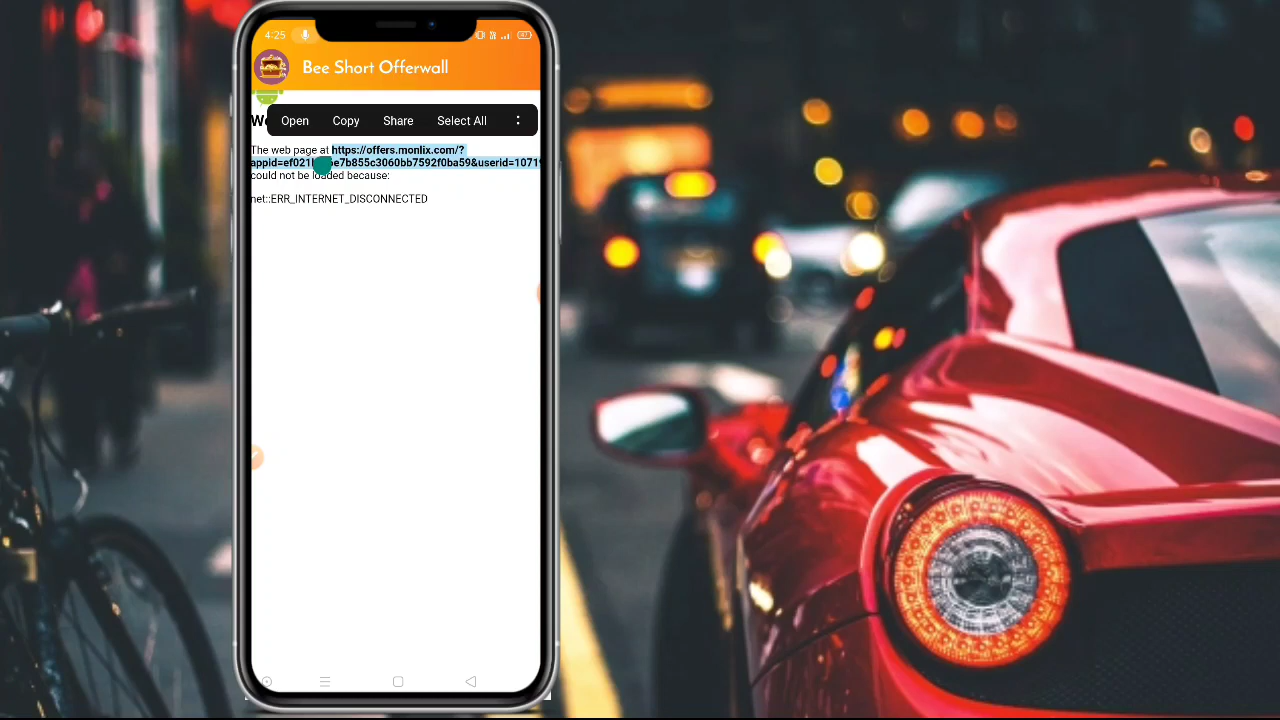 4:25
Bee Short Offerwall
Open Copy Share Select All
The web page at https://offers.monlix.com/?
could not be loaded because:
net::ERR_INTERNET_DISCONNECTED